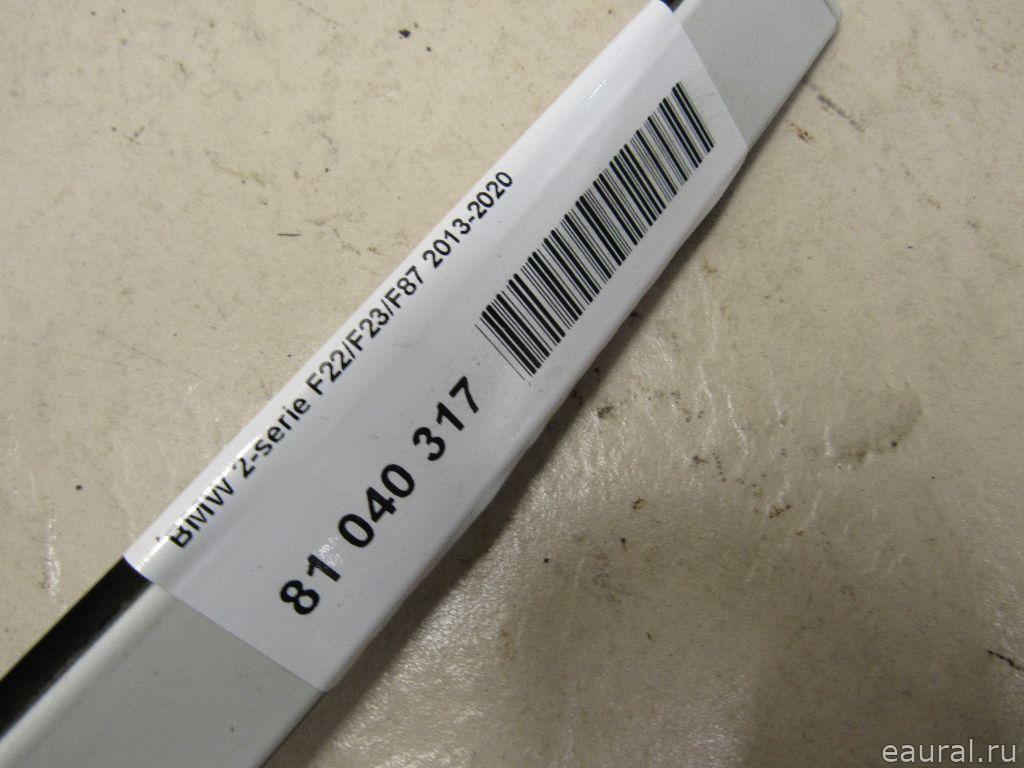 BMW 2-serie F22/F23/F87 2013-2020
81 040 317
eaural.ru